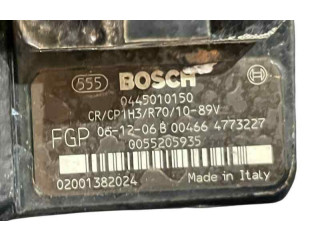 555 BOSCH
0445010150
CR/CP1H3/R70/10-89V
FGP 06-12-06 B 00466 4773227
0055205935
02001382024 Made in Italy